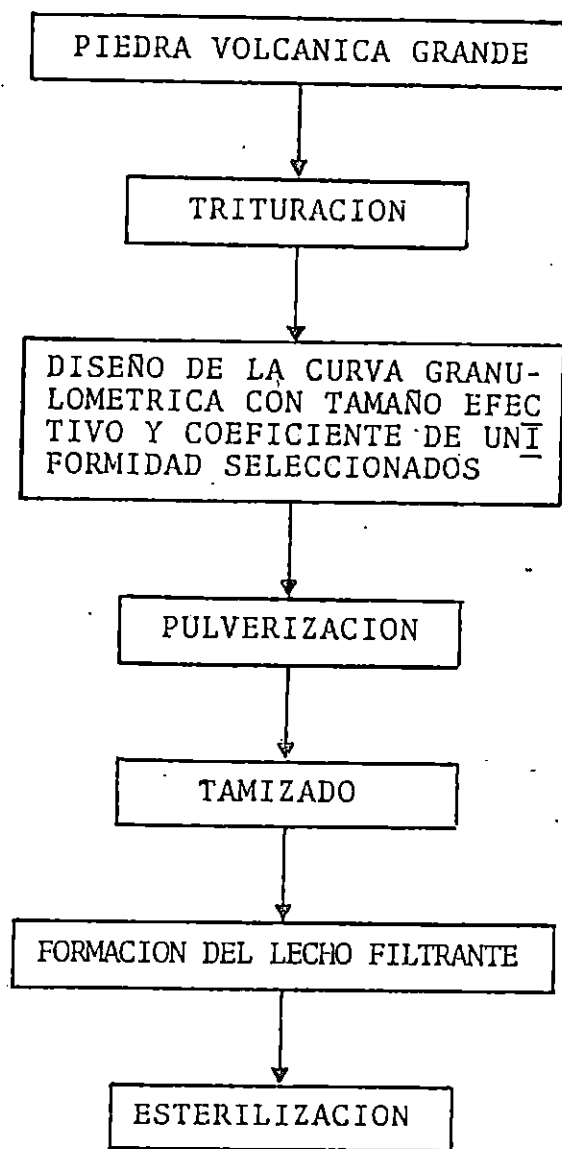 PIEDRA VOLCANICA GRANDE
TRITURACION
DISEÑO DE LA CURVA GRANU-
LOMETRICA CON TAMAÑO EFEC
TIVO Y COEFICIENTE DE UNI
FORMIDAD SELECCIONADOS
PULVERIZACION
TAMIZADO
FORMACION DEL LECHO FILTRANTE
ESTERILIZACION